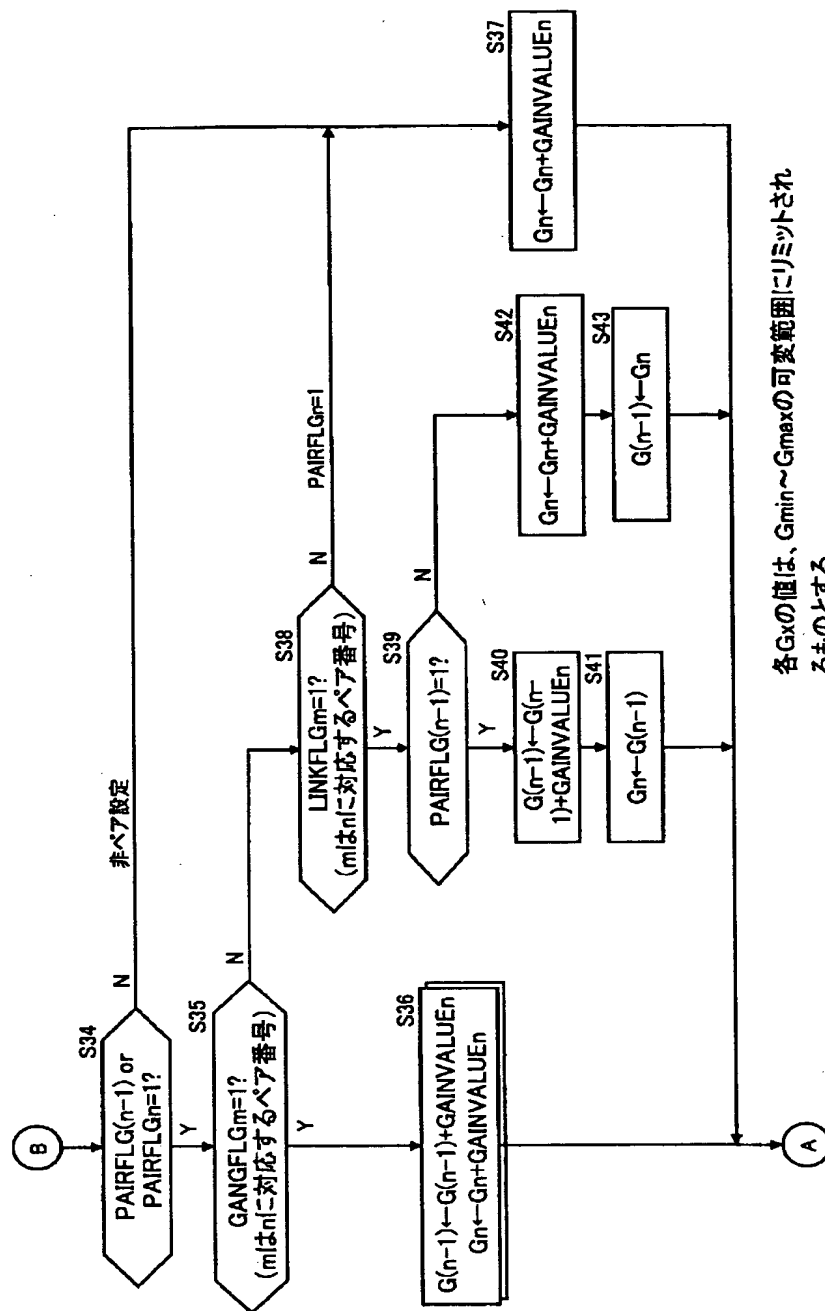 B
S34
PAIRFLG(n-1) or
PAIRFLGn=1?
N
非ペア設定
Y
S35
GANGFLGm=1?
(mはnに対応するペア番号)
N
Y
S36
G(n-1)←G(n-1)+GAINVALUEn
Gn←Gn+GAINVALUEn
S38
LINKFLGm=1?
(mはnに対応するペア番号)
N
PAIRFLGn=1
Y
S39
PAIRFLG(n-1)=1?
N
Y
S40
G(n-1)←G(n-
1)+GAINVALUEn
S41
Gn←G(n-1)
S42
Gn←Gn+GAINVALUEn
S43
G(n-1)←Gn
S37
Gn←Gn+GAINVALUEn
A
各Gxの値は、Gmin~Gmaxの可変範囲にリミットされ
るものとする